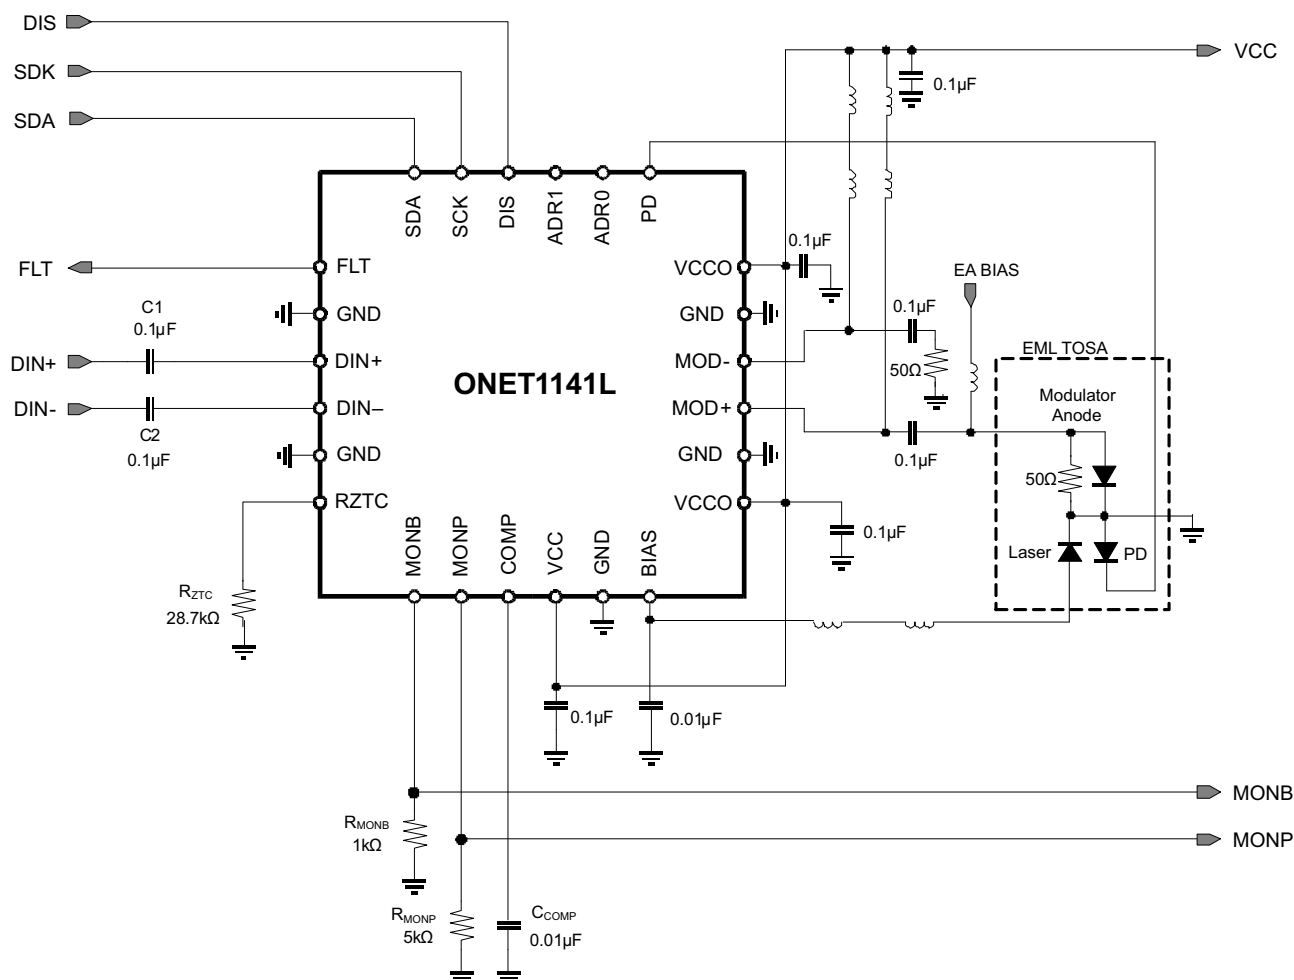 DIS
SDK
SDA
VCC
0.1µF
SDA
SCK
DIS
ADR1
ADR0
PD
FLT
FLT
VCCO
0.1µF
GND
GND
EA BIAS
C1
0.1µF
DIN+
DIN+
MOD-
0.1µF
50Ω
EML TOSA
ONET1141L
DIN-
DIN–
MOD+
Modulator
Anode
C2
0.1µF
0.1µF
GND
GND
50Ω
RZTC
VCCO
0.1µF
MONB
MONP
COMP
VCC
GND
BIAS
Laser
PD
RZTC
28.7kΩ
0.1µF
0.01µF
MONB
RMONB
1kΩ
MONP
RMONP
5kΩ
CCOMP
0.01µF